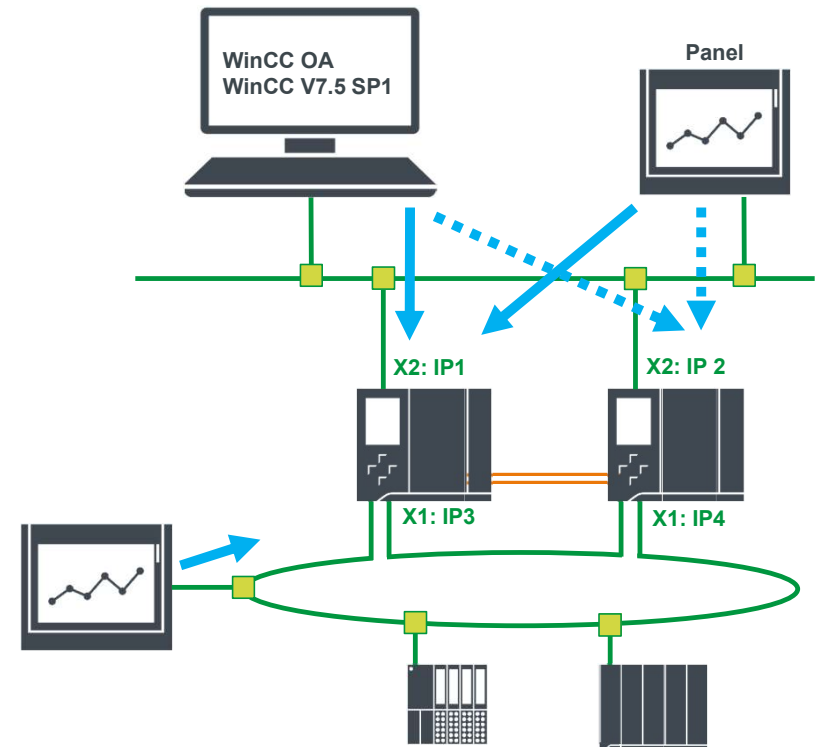 WinCC OA
WinCC V7.5 SP1
Panel
X2: IP1
X2: IP 2
X1: IP3
X1: IP4